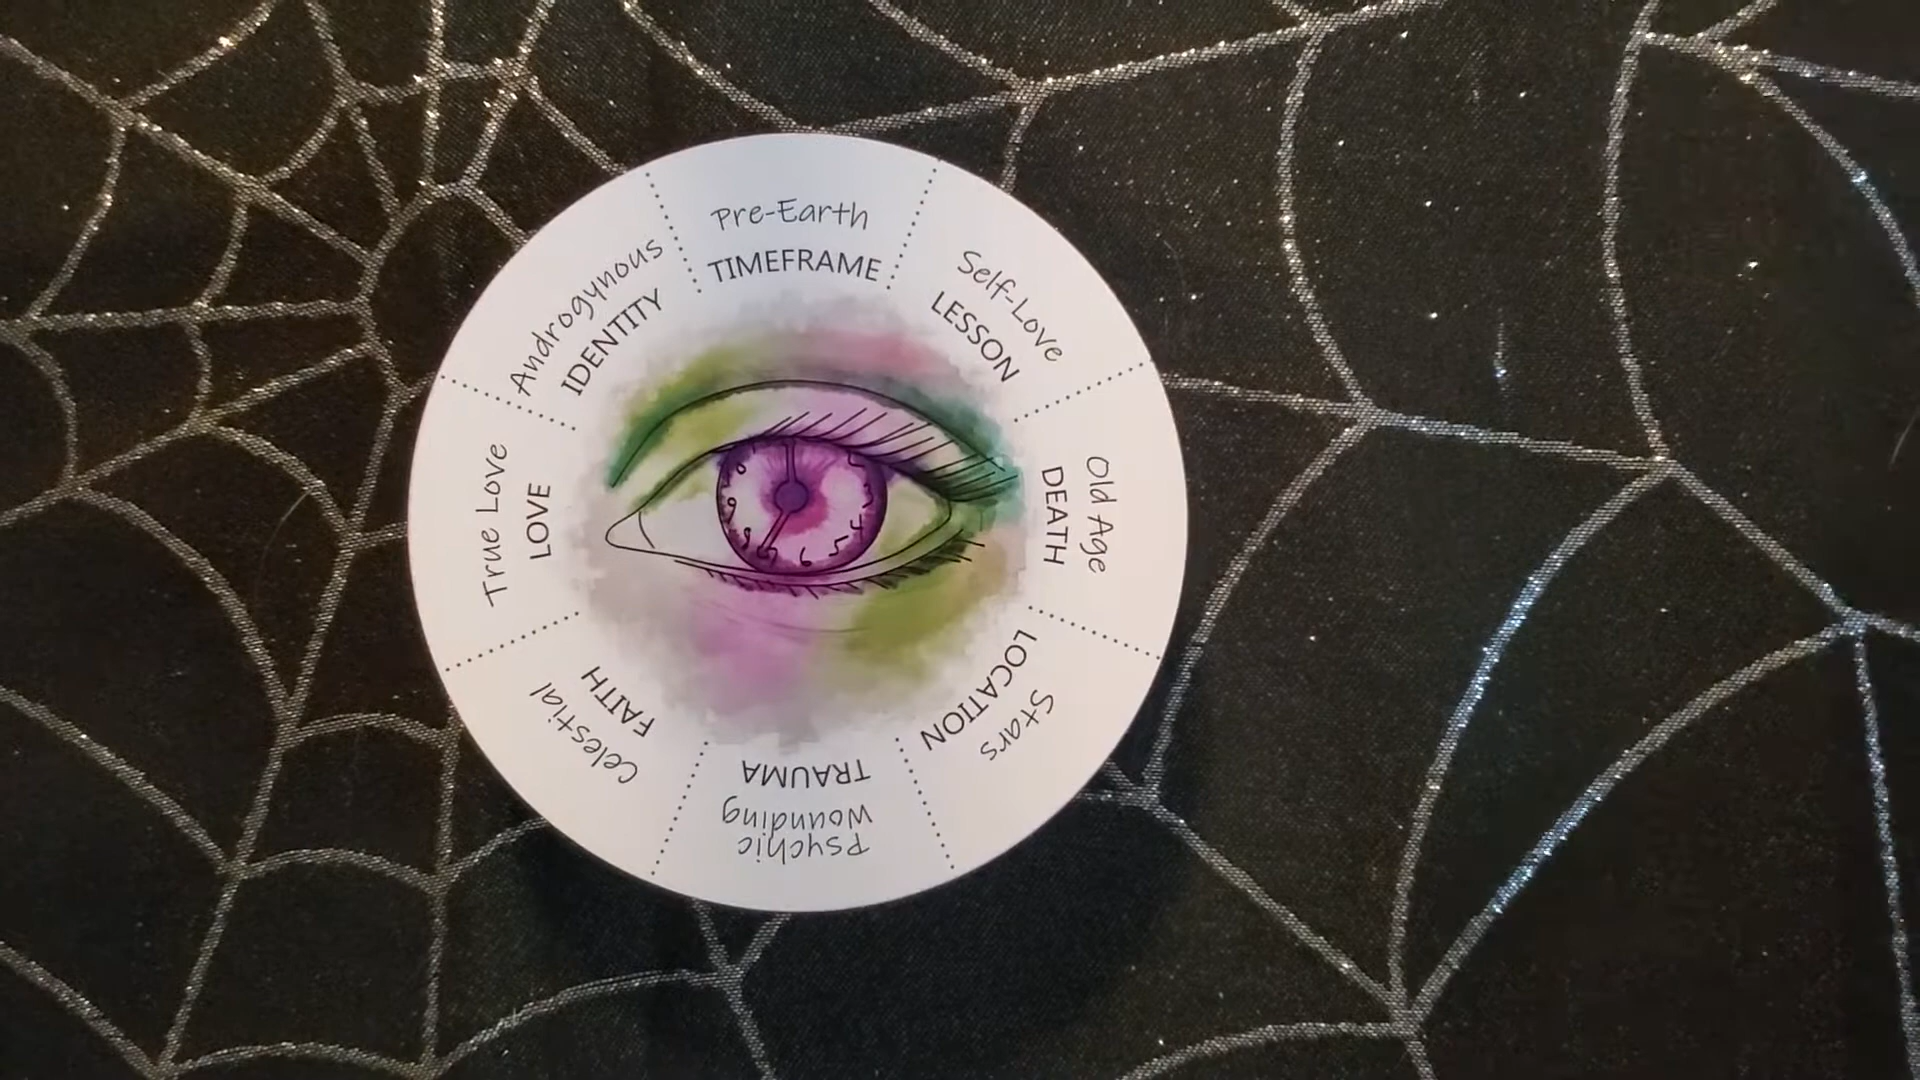 Pre-Earth
TIMEFRAME
Self-Love
LESSON
Old Age
DEATH
Stars
LOCATION
Psychic
Wounding
TRAUMA
Celestial
FAITH
True Love
LOVE
Androgynous
IDENTITY